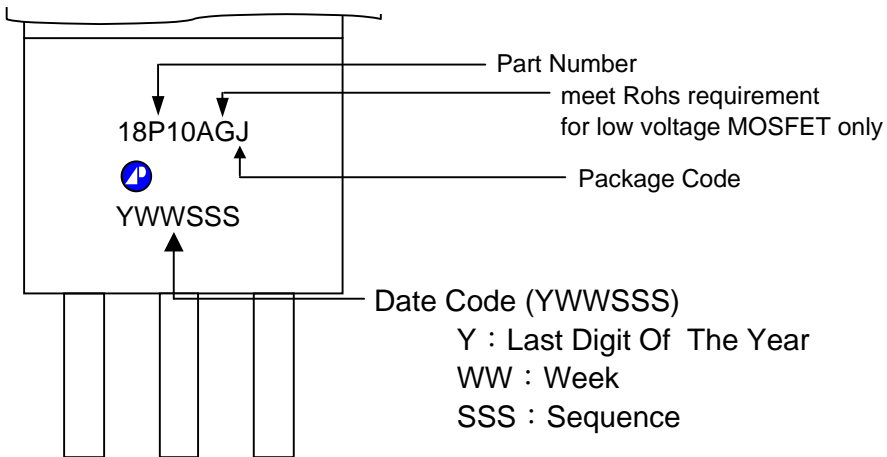 Part Number
meet Rohs requirement
for low voltage MOSFET only
18P10AGJ
Package Code
YWWSSS
Date Code (YWWSSS)
Y：Last Digit Of The Year
WW：Week
SSS：Sequence